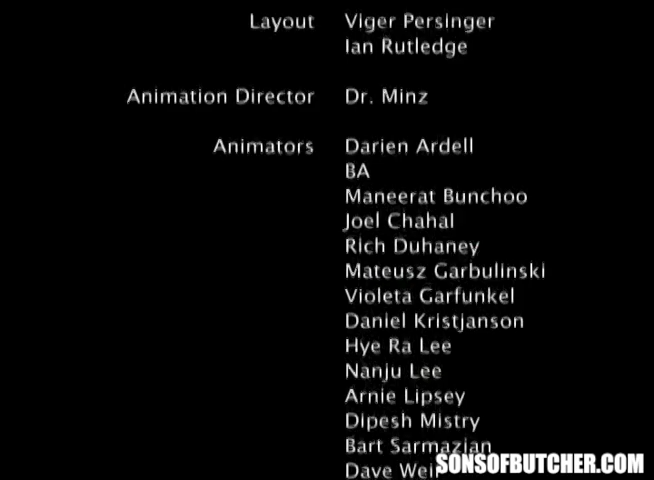 Layout Viger Persinger
Ian Rutledge
Animation Director Dr. Minz
Animators Darien Ardell
BA
Maneerat Bunchoo
Joel Chahal
Rich Duhaney
Mateusz Garbulinski
Violeta Garfunkel
Daniel Kristjanson
Hye Ra Lee
Nanju Lee
Arnie Lipsey
Dipesh Mistry
Bart Sarmazian
Dave Weir
SONSOFBUTCHER.COM